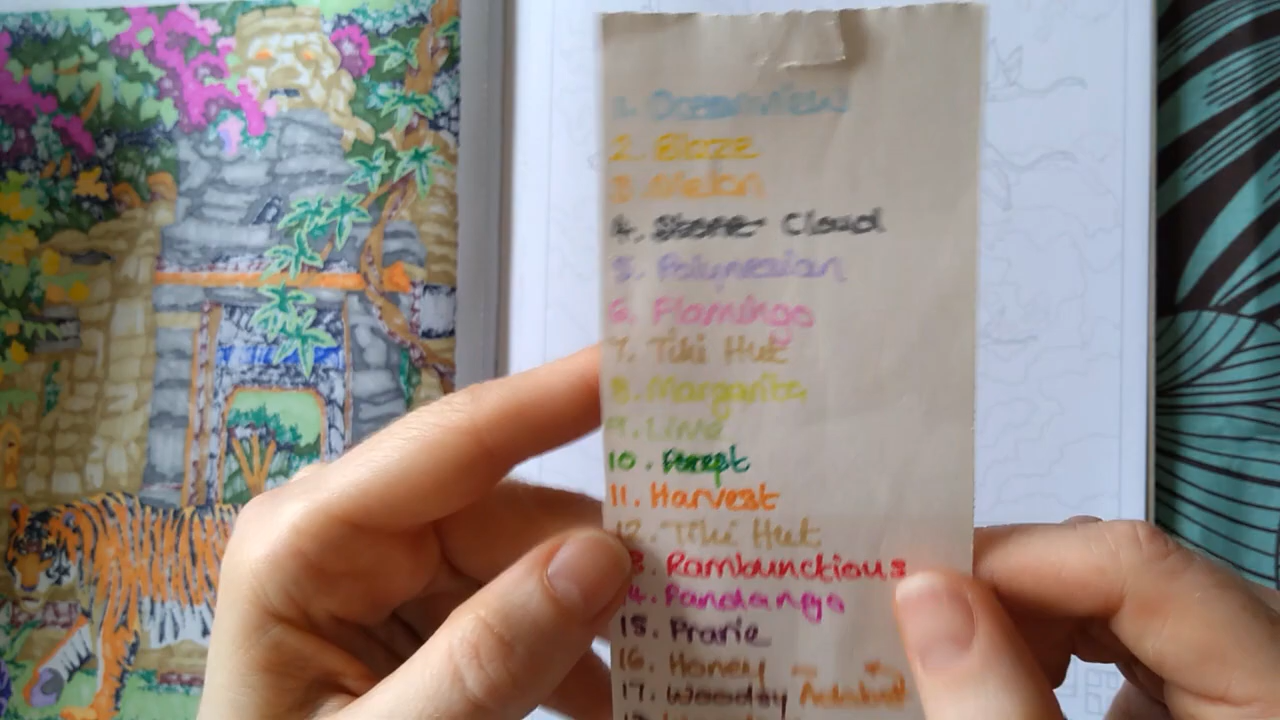 1. Oceanview
2. Blaze
3. Melon
4. Stone Cloud
5. Polynesian
6. Flamingo
7. Tiki Hut
8. Margarita
9. Lime
10. Forest
11. Harvest
12. Tiki Hut
13. Rambunctious
14. Fandango
15. Prarie
16. Honey
17. Woodsy